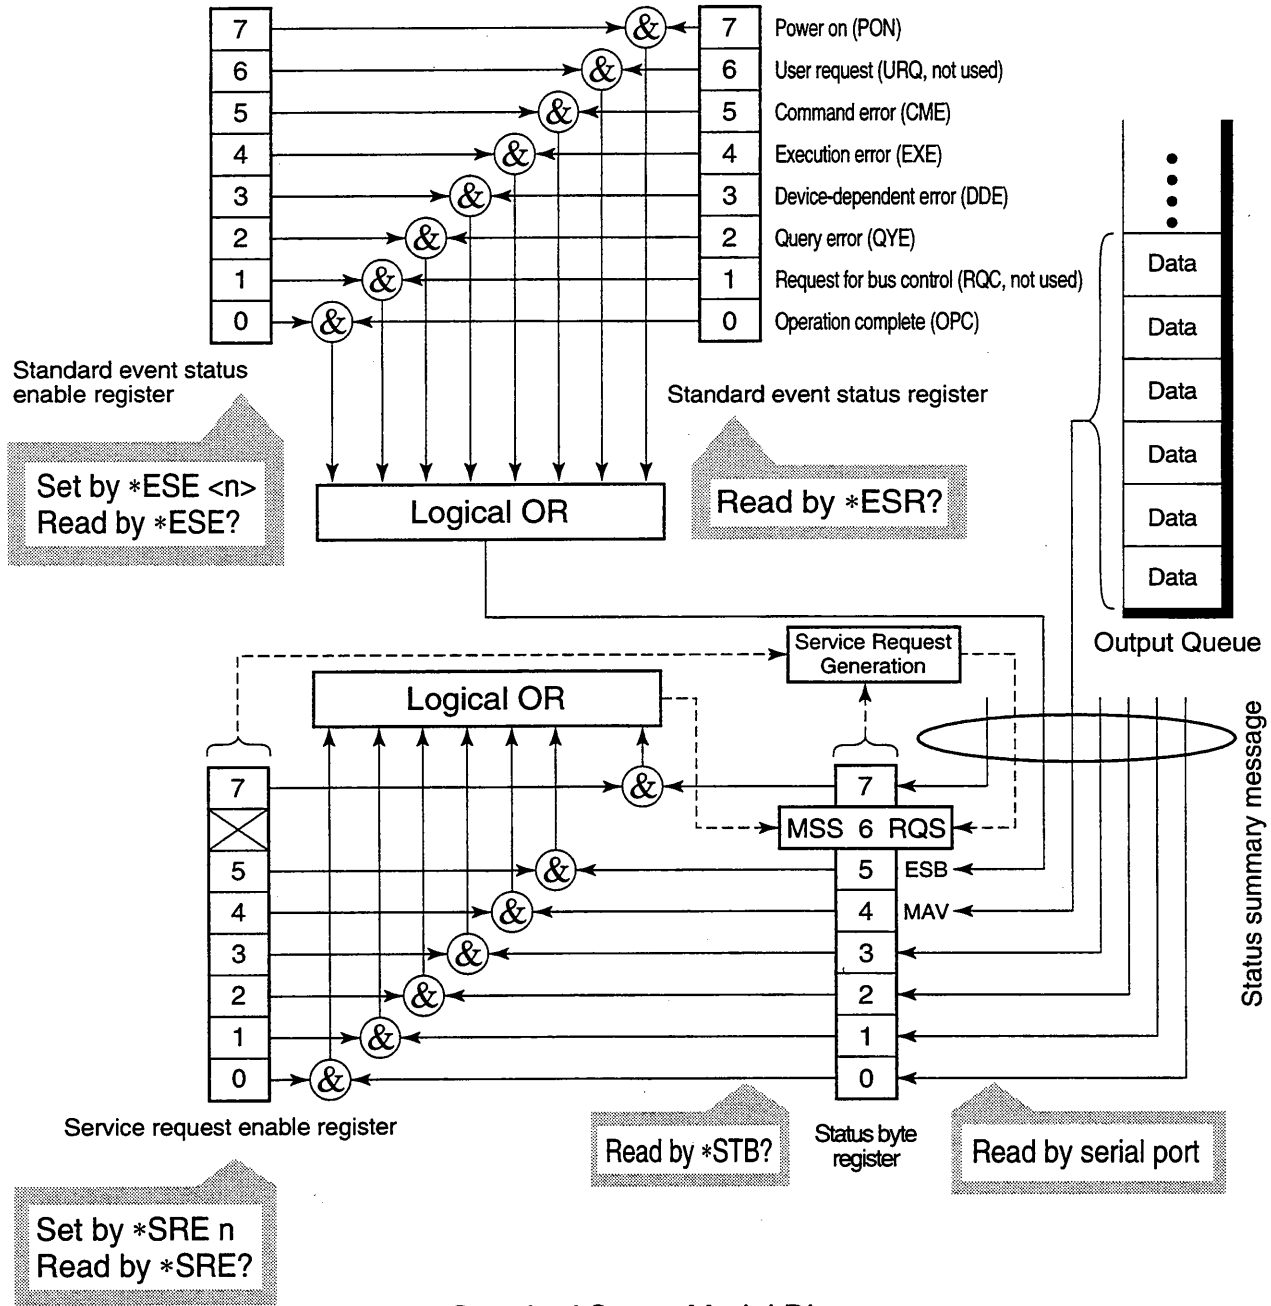 7 & 7 Power on (PON)
6 & 6 User request (URQ, not used)
5 & 5 Command error (CME)
4 & 4 Execution error (EXE)
3 & 3 Device-dependent error (DDE)
2 & 2 Query error (QYE)
1 & 1 Request for bus control (RQC, not used)
0 & 0 Operation complete (OPC)
Standard event status
enable register
Standard event status register
Set by *ESE <n>
Read by *ESE?
Logical OR
Read by *ESR?
Data
Data
Data
Data
Data
Data
Output Queue
Service Request
Generation
Logical OR
Status summary message
7 & 7
MSS 6 RQS
5 & 5 ESB
4 & 4 MAV
3 & 3
2 & 2
1 & 1
0 & 0
Service request enable register
Read by *STB?
Status byte
register
Read by serial port
Set by *SRE n
Read by *SRE?